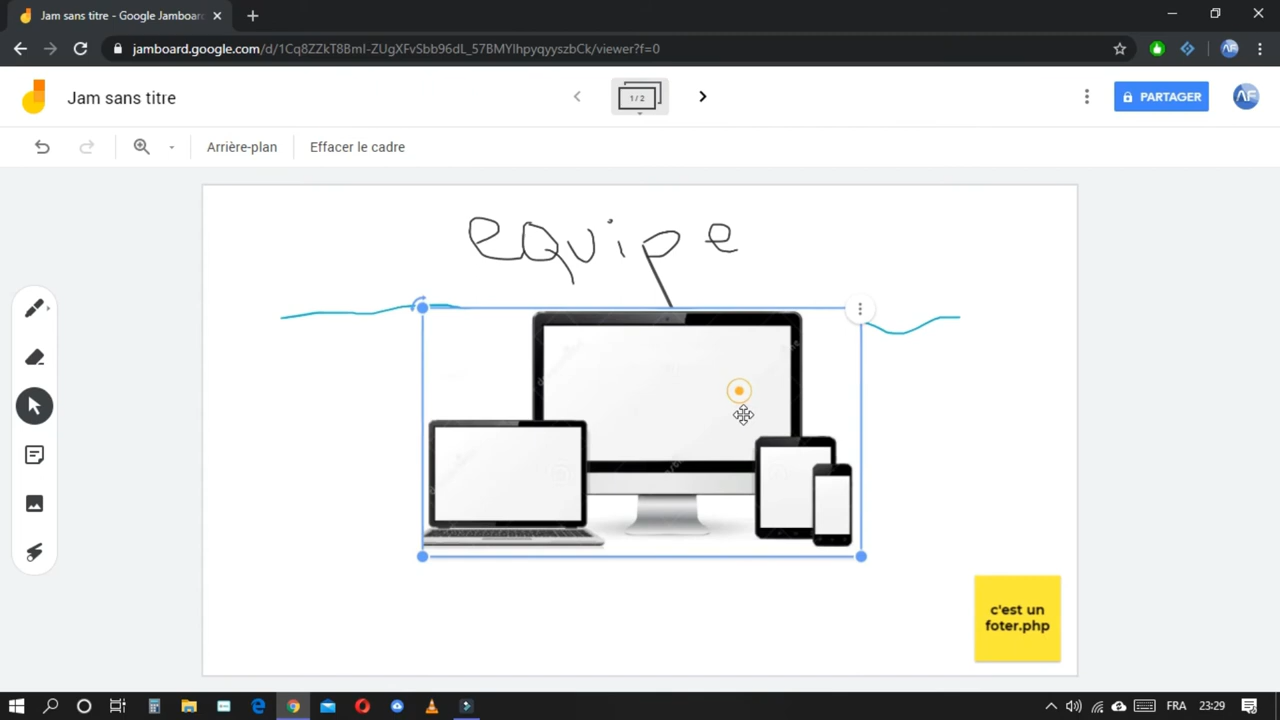 Jam sans titre - Google Jamboard
jamboard.google.com/d/1Cq8ZZkT8BmI-ZUgXFvSbb96dL_57BMYlhpyqyyszbCk/viewer?f=0
Jam sans titre
1 / 2
PARTAGER
AF
Arrière-plan
Effacer le cadre
equipe
c'est un
foter.php
FRA
23:29